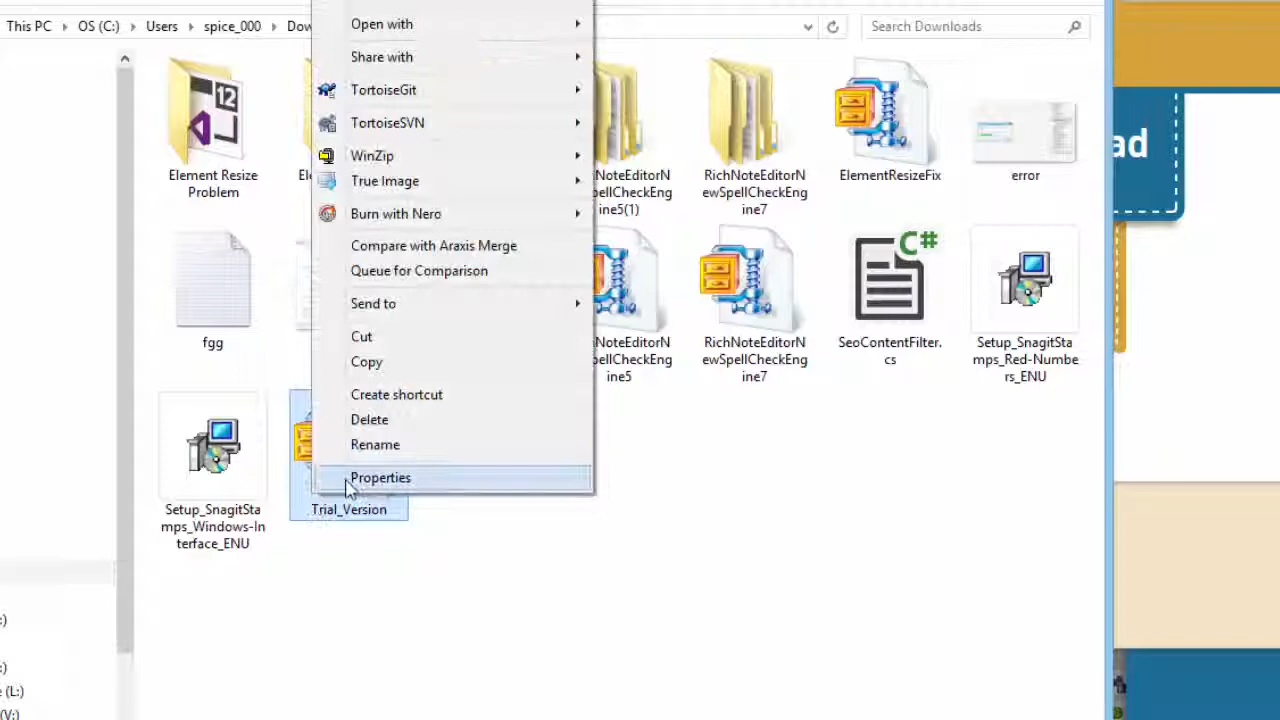 This PC
OS (C:)
Users
spice_000
Dow
Search Downloads
Open with
Share with
TortoiseGit
TortoiseSVN
WinZip
True Image
Burn with Nero
Compare with Araxis Merge
Queue for Comparison
Send to
Cut
Copy
Create shortcut
Delete
Rename
Properties
12
Element Resize
Problem
Ele
hNoteEditorN
pellCheckEng
ine5(1)
RichNoteEditorN
ewSpellCheckEng
ine7
ElementResizeFix
error
fgg
hNoteEditorN
pellCheckEng
ine5
RichNoteEditorN
ewSpellCheckEng
ine7
C#
SeoContentFilter.
cs
Setup_SnagitSta
mps_Red-Numbe
rs_ENU
Setup_SnagitSta
mps_Windows-In
terface_ENU
Trial_Version
ad
:)
:)
e (L:)
(V:)